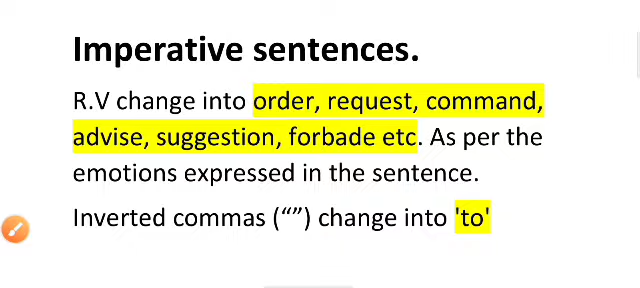 Imperative sentences.
R.V change into order, request, command,
advise, suggestion, forbade etc. As per the
emotions expressed in the sentence.
Inverted commas (“”) change into 'to'